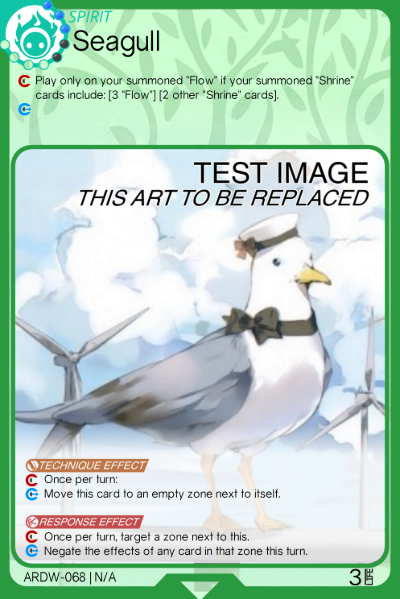 SPIRIT
Seagull
Play only on your summoned "Flow" if your summoned "Shrine"
cards include: [3 "Flow"] [2 other "Shrine" cards].
TEST IMAGE
THIS ART TO BE REPLACED
TECHNIQUE EFFECT
Once per turn:
Move this card to an empty zone next to itself.
RESPONSE EFFECT
Once per turn, target a zone next to this.
Negate the effects of any card in that zone this turn.
ARDW-068 | N/A
3